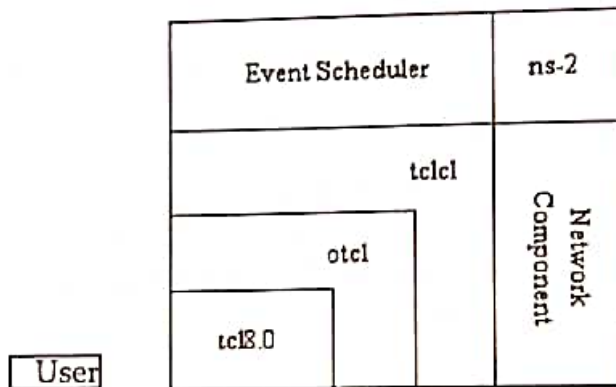 Event Scheduler
ns-2
tclcl
Network
Component
otcl
tcl8.0
User